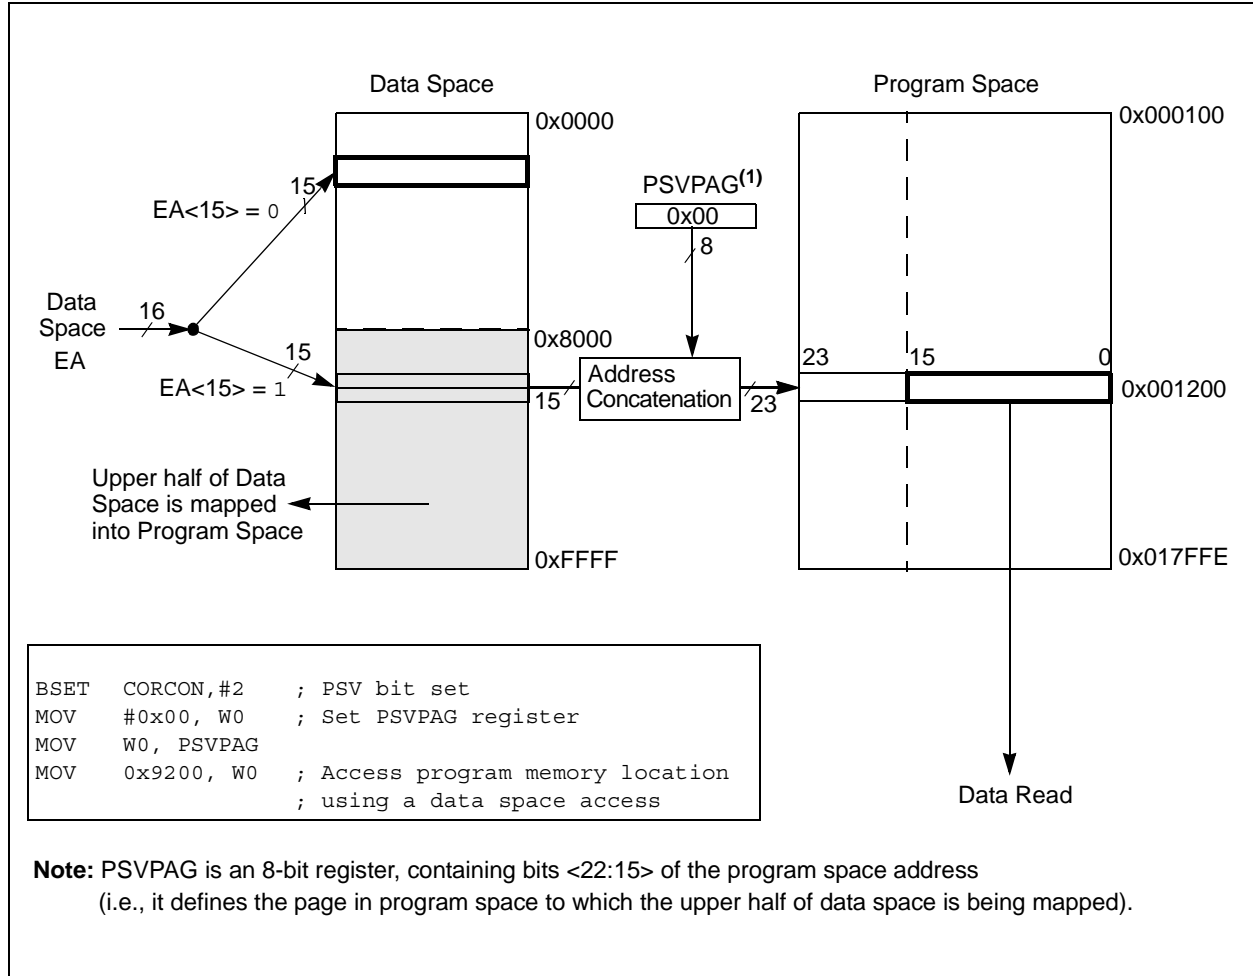 Data Space
Program Space
0x0000
0x000100
15
EA<15> = 0
PSVPAG(1)
0x00
8
Data
Space
EA
16
0x8000
15
EA<15> = 1
15
Address
Concatenation
23
23
15
0
0x001200
Upper half of Data
Space is mapped
into Program Space
0xFFFF
0x017FFE
BSET CORCON,#2 ; PSV bit set
MOV #0x00, W0 ; Set PSVPAG register
MOV W0, PSVPAG
MOV 0x9200, W0 ; Access program memory location
; using a data space access
Data Read
Note: PSVPAG is an 8-bit register, containing bits <22:15> of the program space address
(i.e., it defines the page in program space to which the upper half of data space is being mapped).